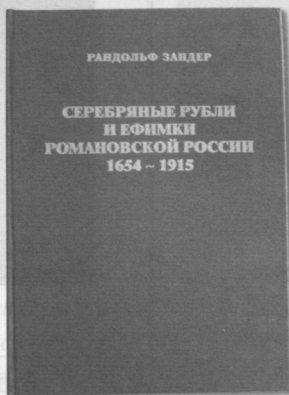 РАНДОЛЬФ ЗАНДЕР
СЕРЕБРЯНЫЕ РУБЛИ
И ЕФИМКИ
РОМАНОВСКОЙ РОССИИ
1654 ~ 1915